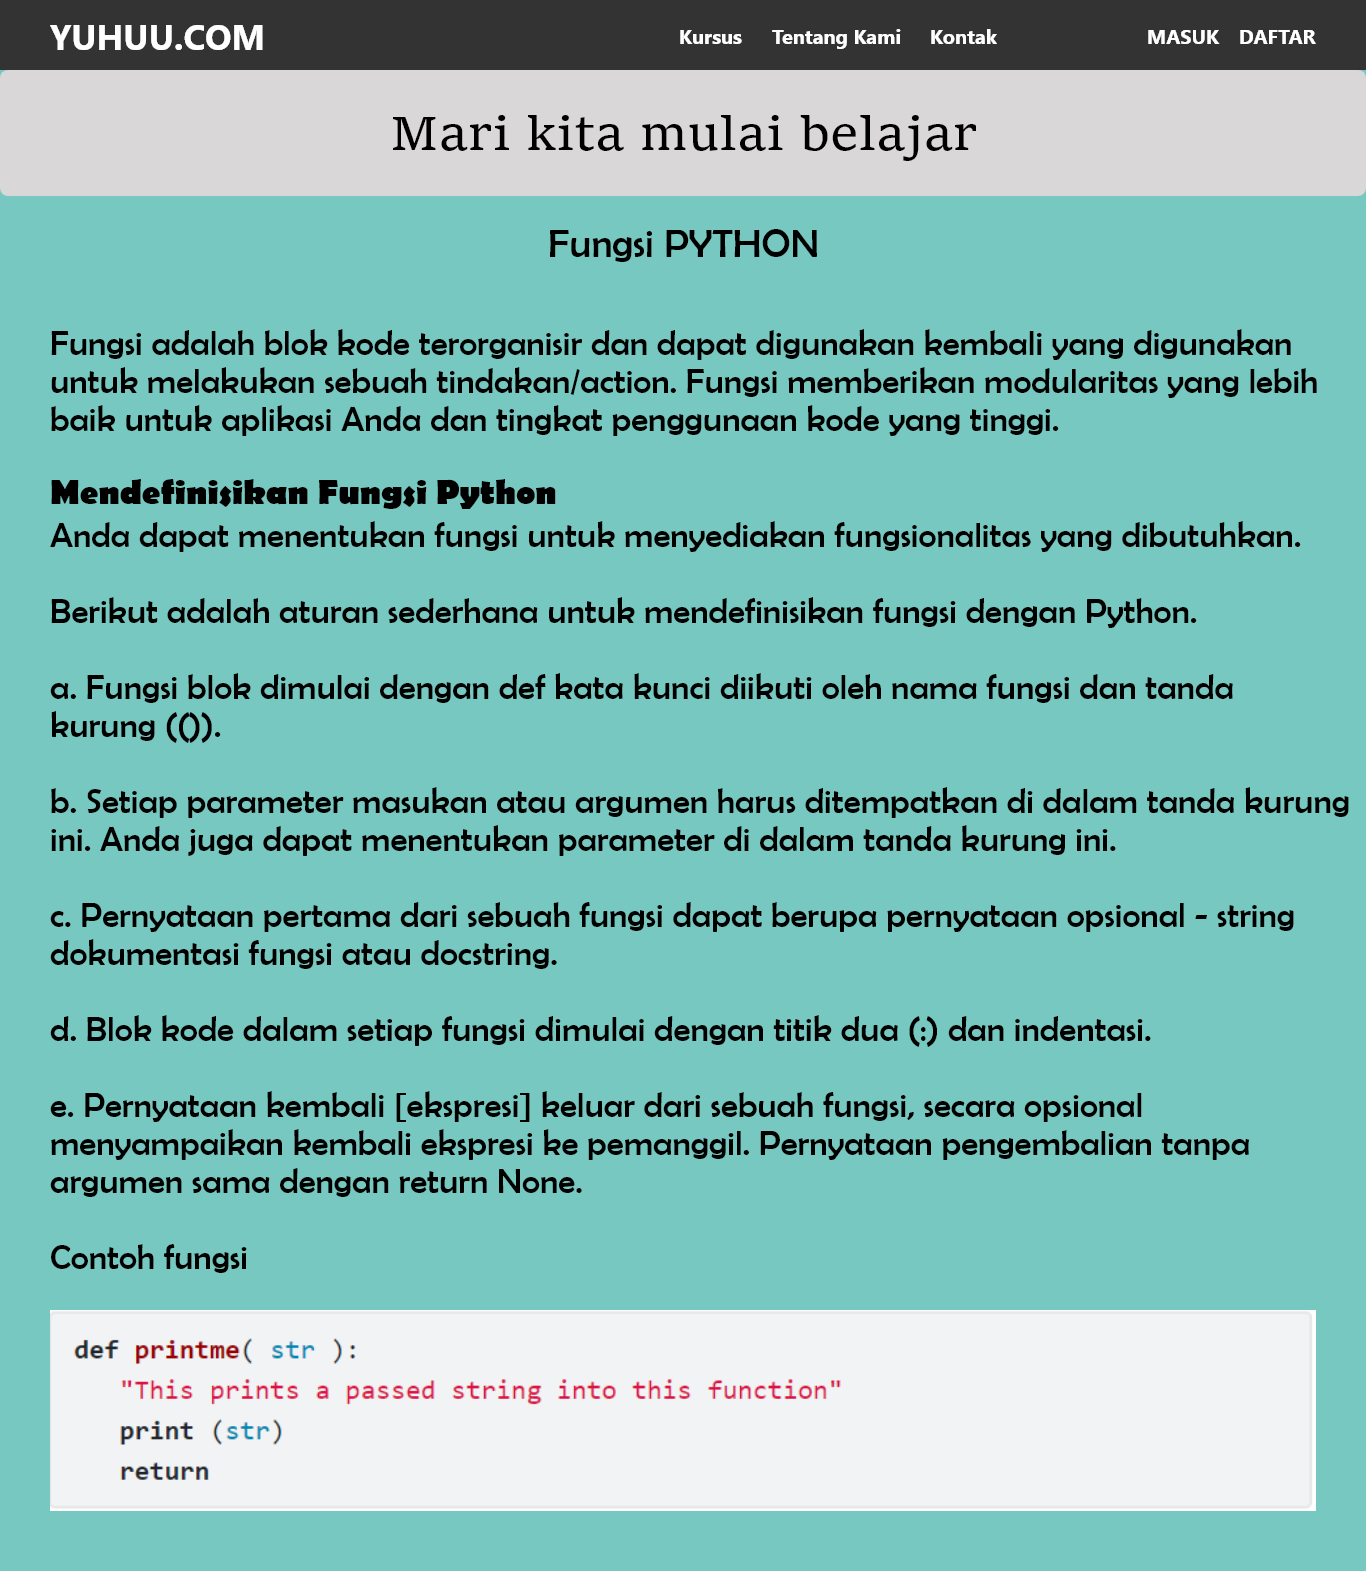 YUHUU.COM Kursus Tentang Kami Kontak MASUK DAFTAR
Mari kita mulai belajar
Fungsi PYTHON
Fungsi adalah blok kode terorganisir dan dapat digunakan kembali yang digunakan
untuk melakukan sebuah tindakan/action. Fungsi memberikan modularitas yang lebih
baik untuk aplikasi Anda dan tingkat penggunaan kode yang tinggi.
Mendefinisikan Fungsi Python
Anda dapat menentukan fungsi untuk menyediakan fungsionalitas yang dibutuhkan.
Berikut adalah aturan sederhana untuk mendefinisikan fungsi dengan Python.
a. Fungsi blok dimulai dengan def kata kunci diikuti oleh nama fungsi dan tanda
kurung (()).
b. Setiap parameter masukan atau argumen harus ditempatkan di dalam tanda kurung
ini. Anda juga dapat menentukan parameter di dalam tanda kurung ini.
c. Pernyataan pertama dari sebuah fungsi dapat berupa pernyataan opsional - string
dokumentasi fungsi atau docstring.
d. Blok kode dalam setiap fungsi dimulai dengan titik dua (:) dan indentasi.
e. Pernyataan kembali [ekspresi] keluar dari sebuah fungsi, secara opsional
menyampaikan kembali ekspresi ke pemanggil. Pernyataan pengembalian tanpa
argumen sama dengan return None.
Contoh fungsi
def printme( str ):
   "This prints a passed string into this function"
   print (str)
   return